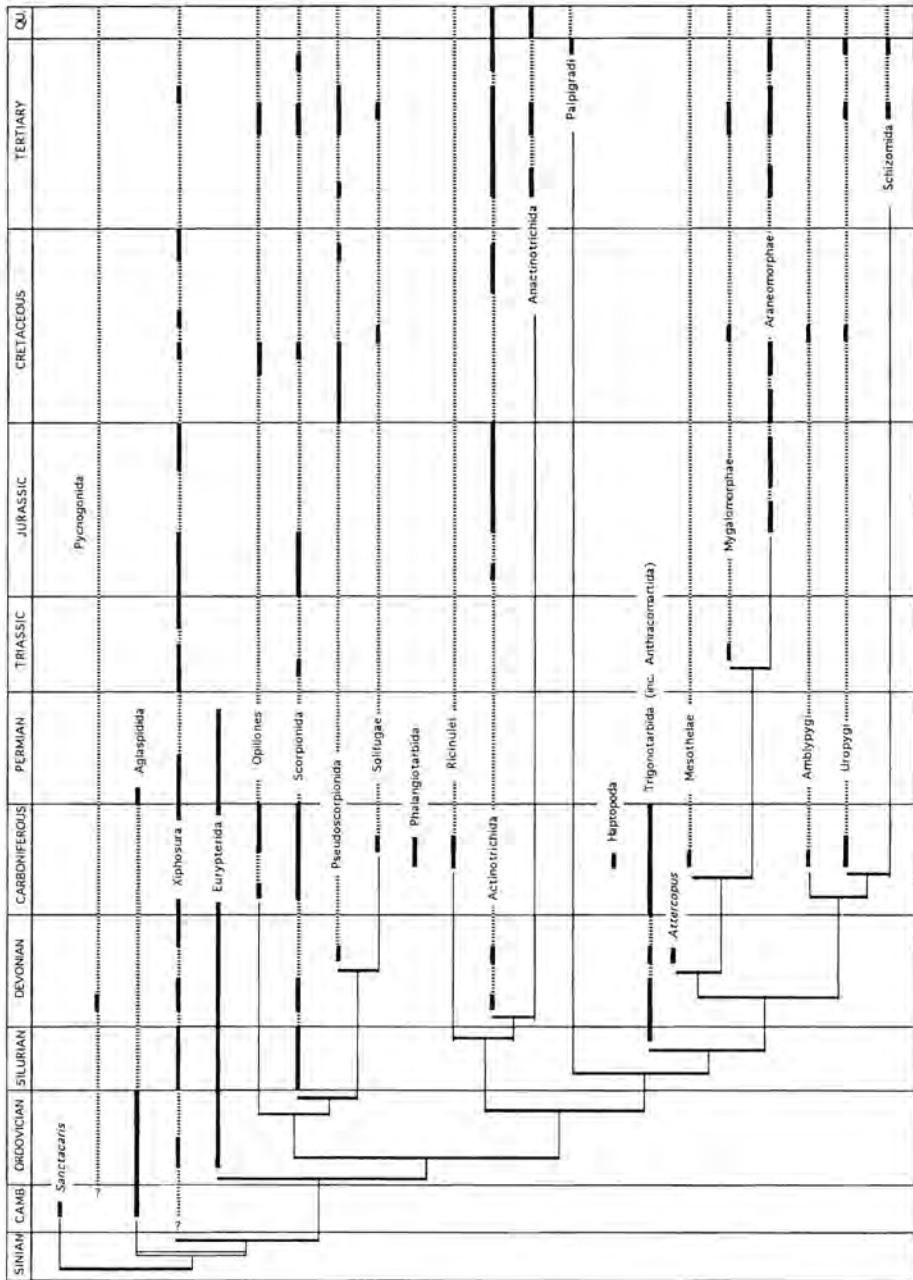 QU.
TERTIARY
CRETACEOUS
JURASSIC
TRIASSIC
PERMIAN
CARBONIFEROUS
DEVONIAN
SILURIAN
ORDOVICIAN
CAMB.
SINIAN
Sanctacaris
?
Pycnogonida
Aglaspidida
?
Xiphosura
Eurypterida
Opiliones
Scorpionida
Pseudoscorpionida
Solifugae
Phalangiotarbida
Ricinulei
Actinotrichida
Anactinotrichida
Palpigradi
Haptopoda
Trigonotarbida (inc. Anthracomartida)
Attercopus
Mesothelae
Mygalomorphae
Araneomorphae
Amblypygi
Uropygi
Schizomida